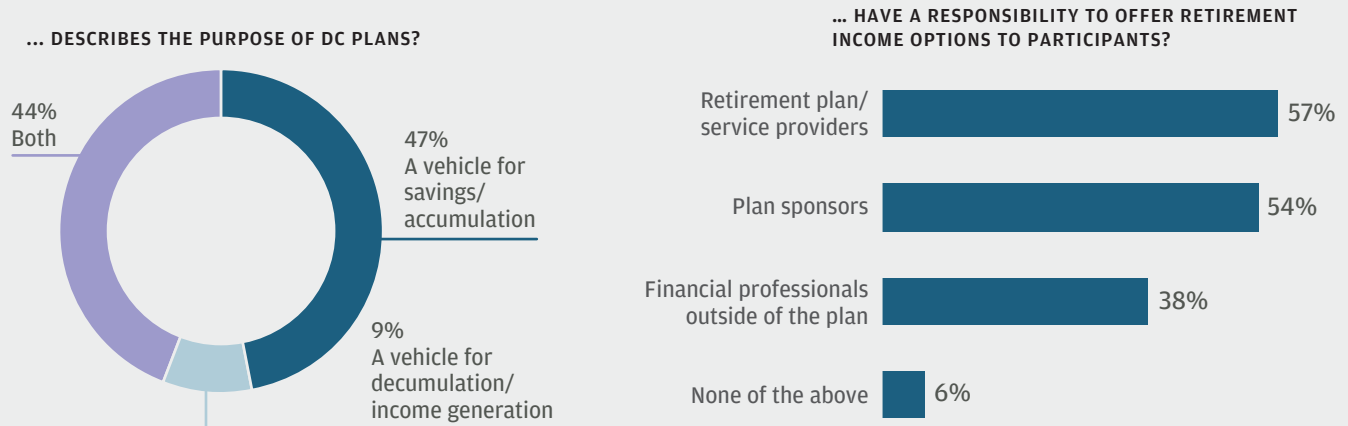 ... DESCRIBES THE PURPOSE OF DC PLANS?
44%
Both
47%
A vehicle for
savings/
accumulation
9%
A vehicle for
decumulation/
income generation
... HAVE A RESPONSIBILITY TO OFFER RETIREMENT
INCOME OPTIONS TO PARTICIPANTS?
Retirement plan/
service providers
57%
Plan sponsors
54%
Financial professionals
outside of the plan
38%
None of the above
6%